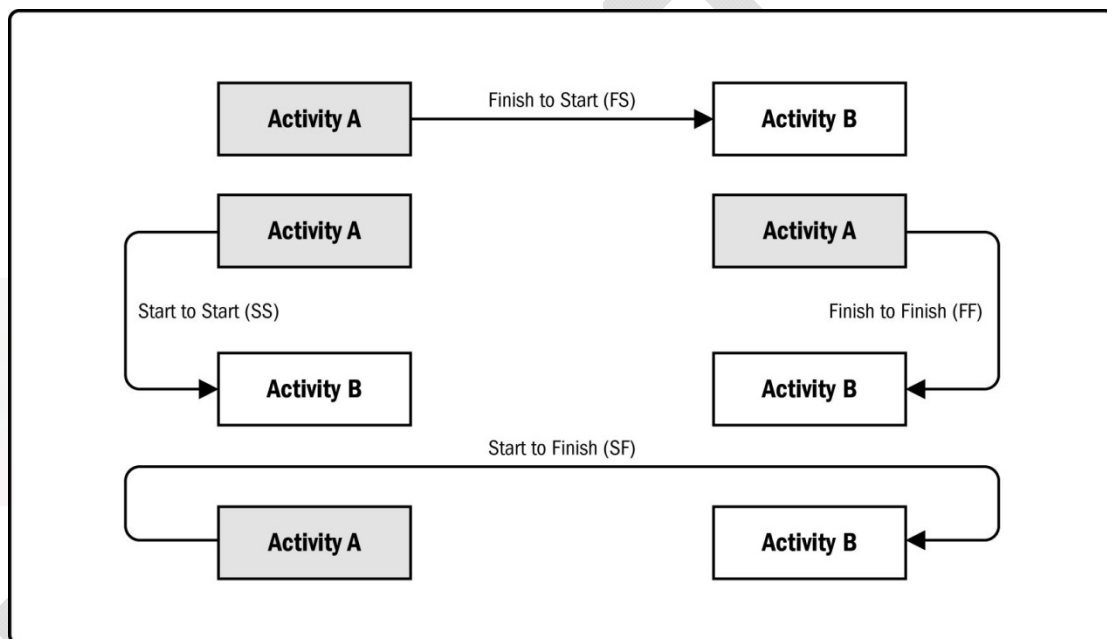 Activity A
Finish to Start (FS)
Activity B
Activity A
Activity A
Start to Start (SS)
Finish to Finish (FF)
Activity B
Activity B
Start to Finish (SF)
Activity A
Activity B